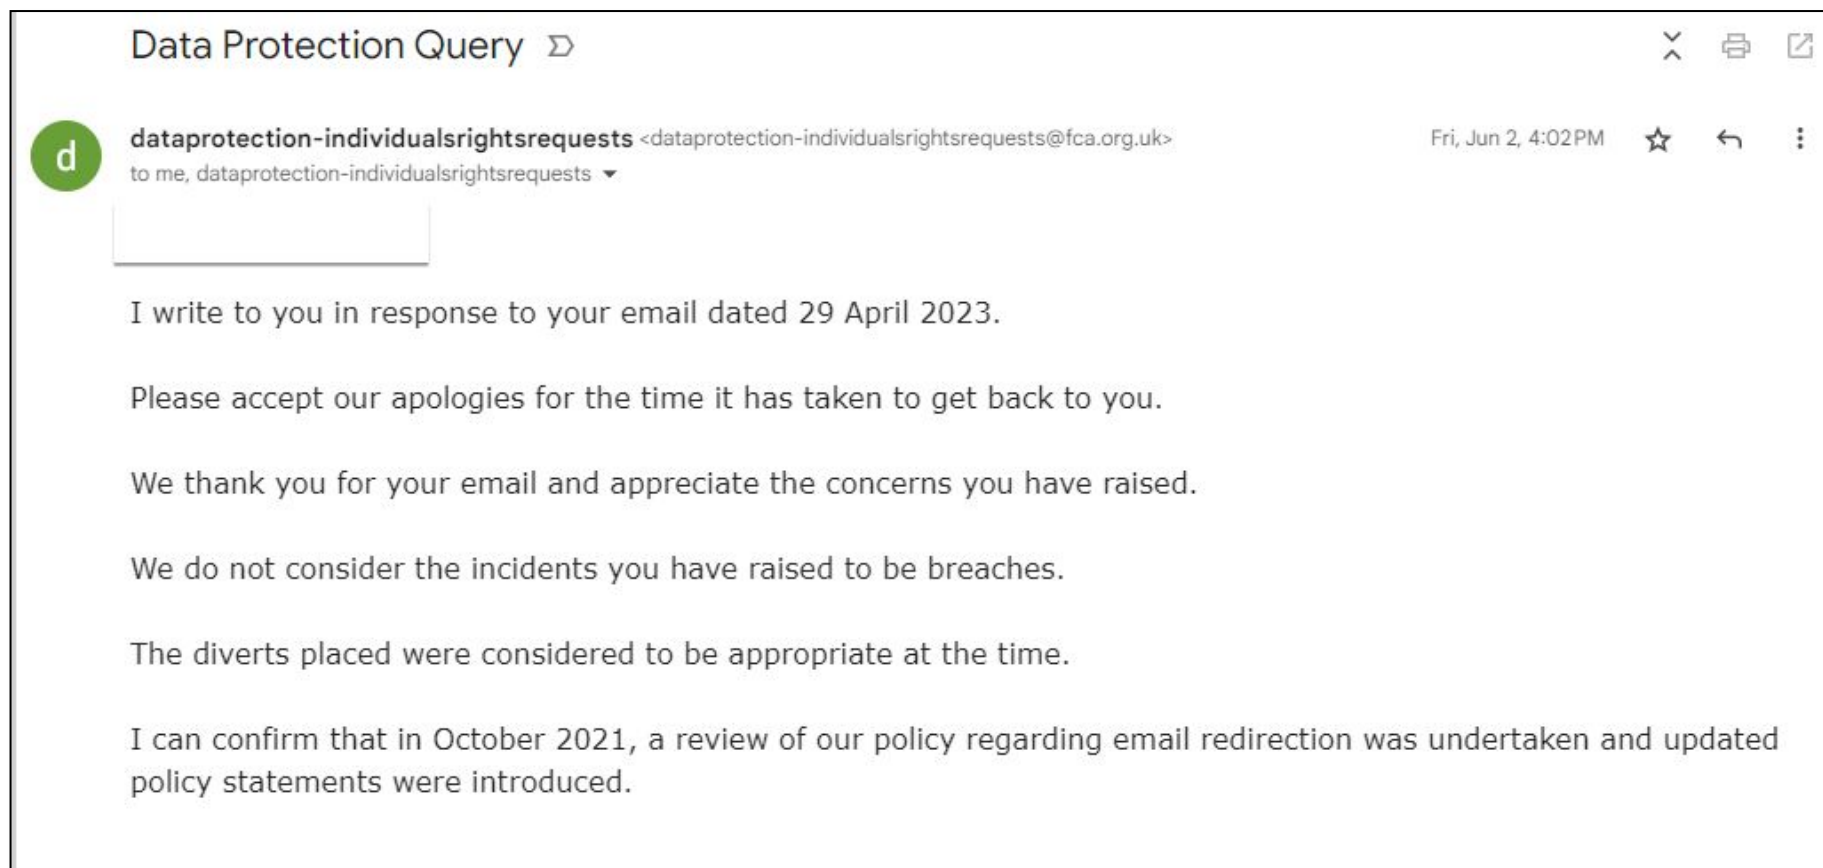 Data Protection Query
d
dataprotection-individualsrightsrequests <dataprotection-individualsrightsrequests@fca.org.uk>
Fri, Jun 2, 4:02 PM
to me, dataprotection-individualsrightsrequests
I write to you in response to your email dated 29 April 2023.
Please accept our apologies for the time it has taken to get back to you.
We thank you for your email and appreciate the concerns you have raised.
We do not consider the incidents you have raised to be breaches.
The diverts placed were considered to be appropriate at the time.
I can confirm that in October 2021, a review of our policy regarding email redirection was undertaken and updated
policy statements were introduced.